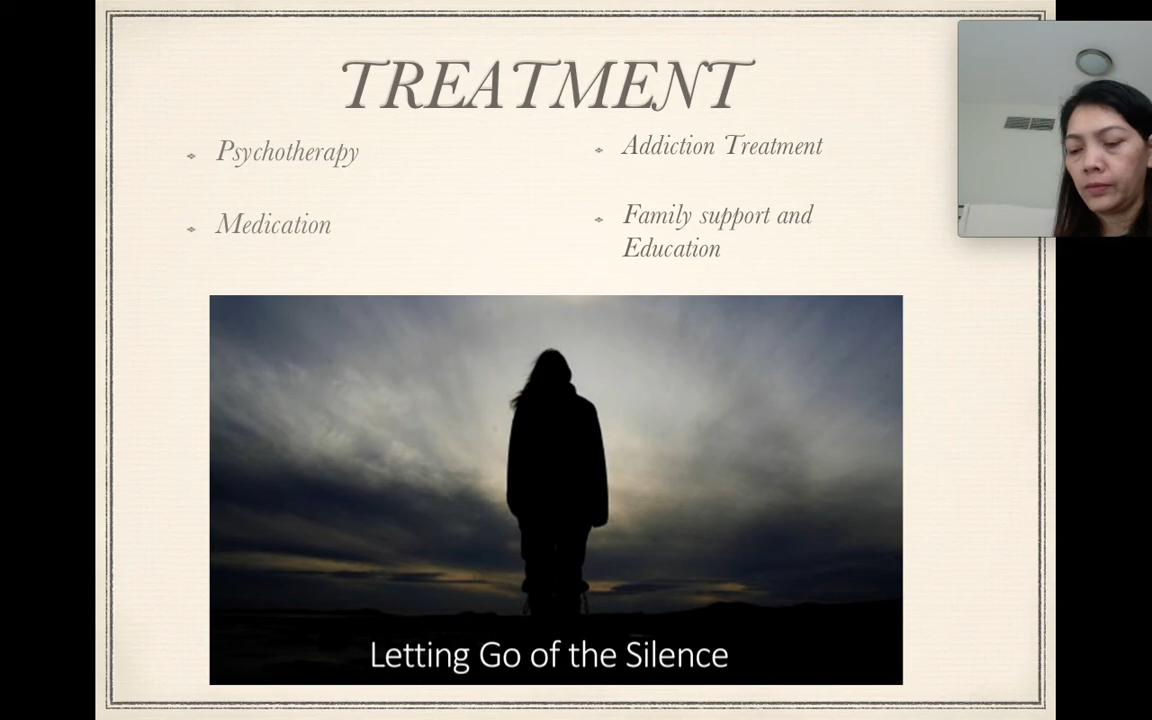 TREATMENT
Psychotherapy
Medication
Addiction Treatment
Family support and
Education
Letting Go of the Silence